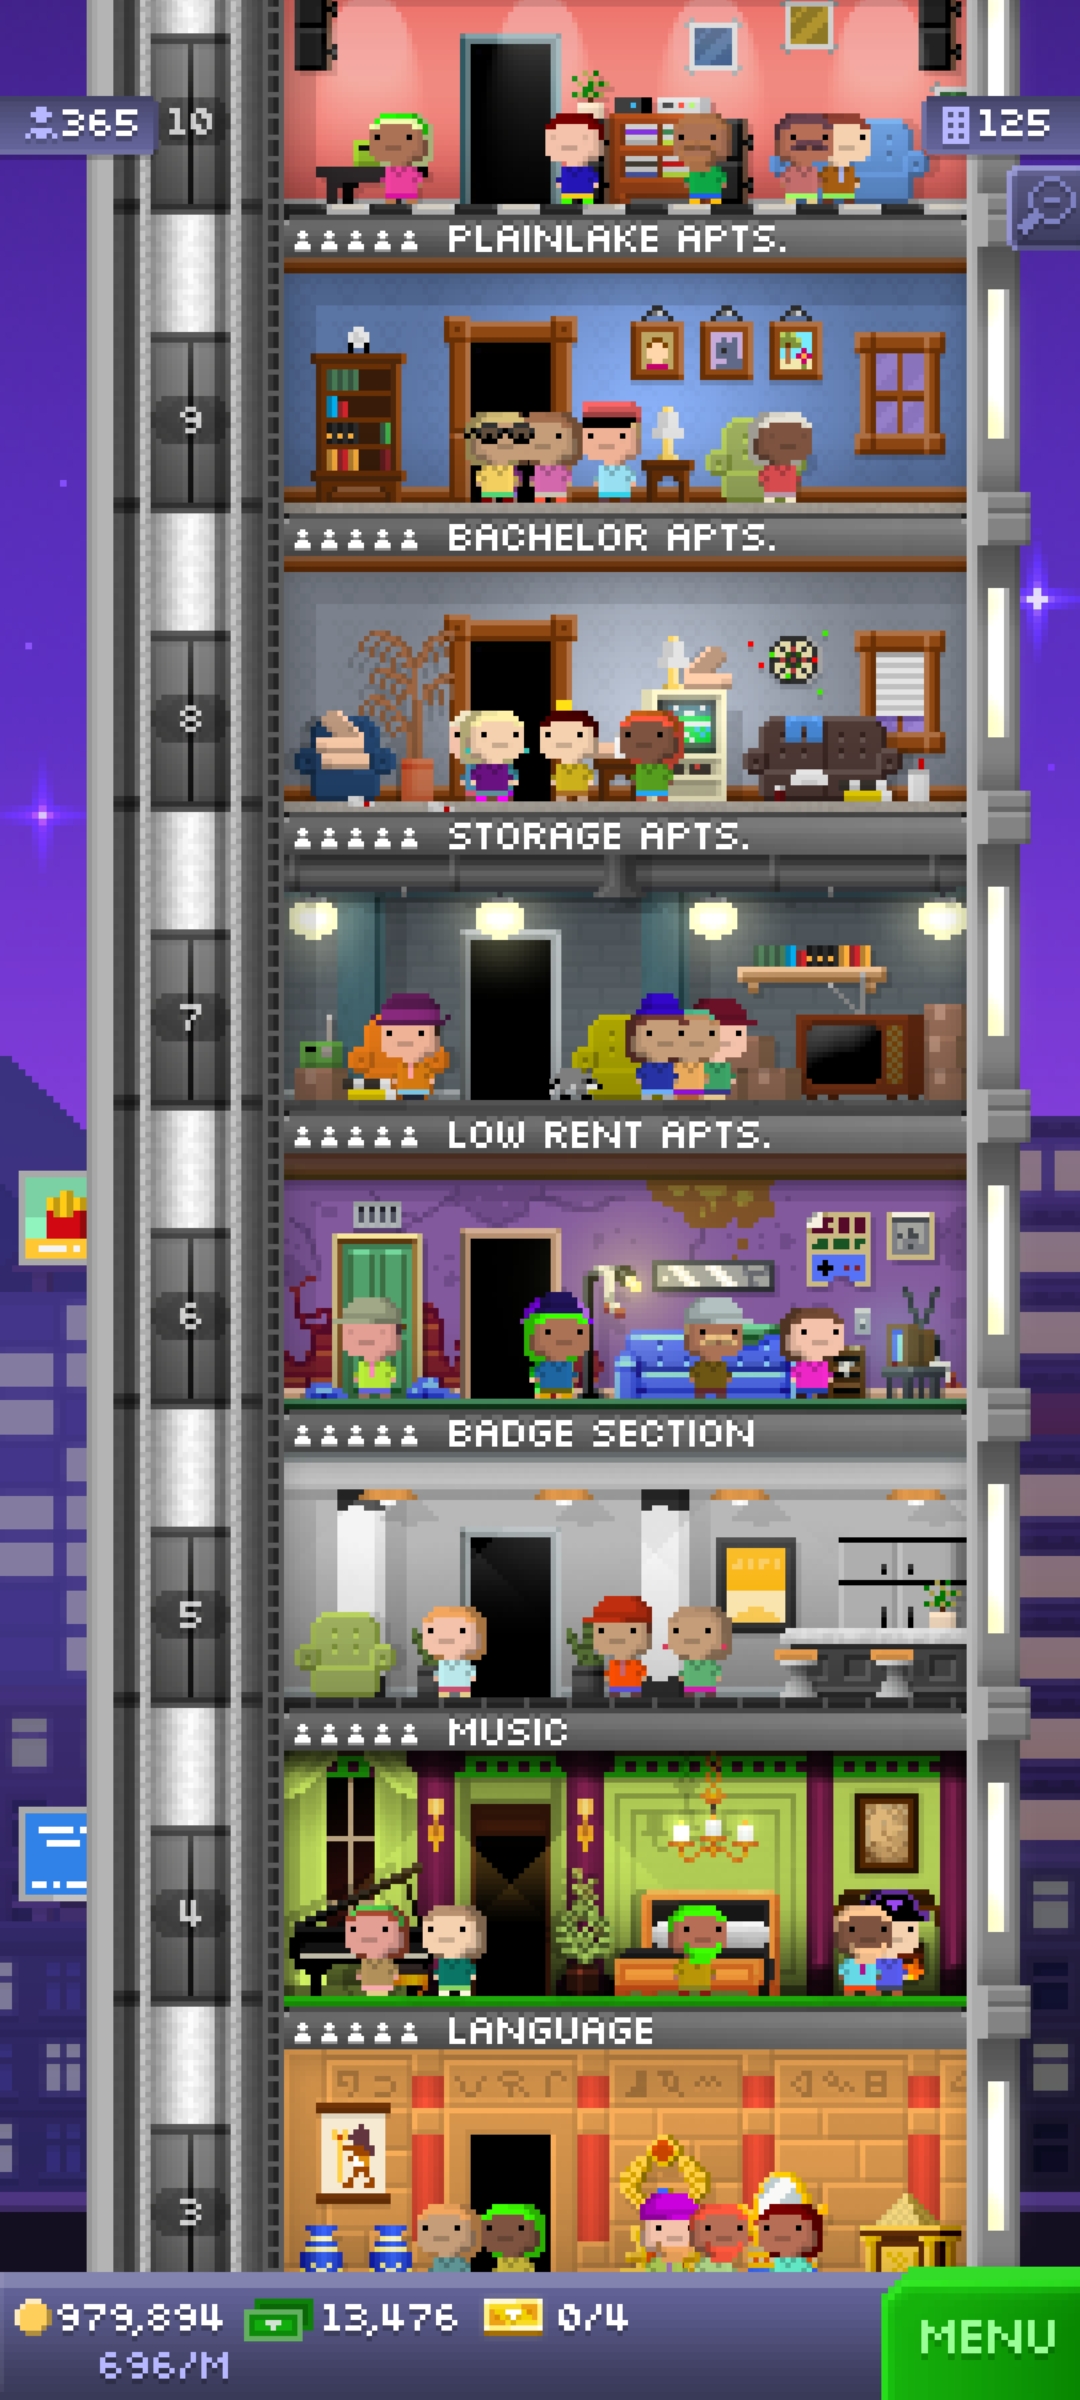 365
10
125
PLAINLAKE APTS.
9
BACHELOR APTS.
8
STORAGE APTS.
7
LOW RENT APTS.
6
BADGE SECTION
5
MUSIC
4
LANGUAGE
3
979,894
13,476
0/4
MENU
696/M